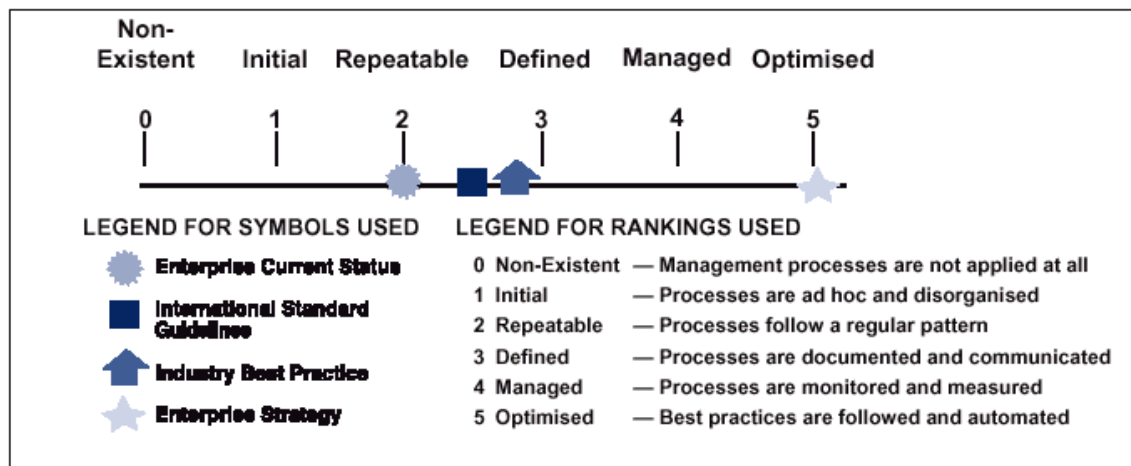 Non-
Existent Initial Repeatable Defined Managed Optimised
0 1 2 3 4 5
LEGEND FOR SYMBOLS USED
Enterprise Current Status
International Standard
Guidelines
Industry Best Practice
Enterprise Strategy
LEGEND FOR RANKINGS USED
0 Non-Existent — Management processes are not applied at all
1 Initial — Processes are ad hoc and disorganised
2 Repeatable — Processes follow a regular pattern
3 Defined — Processes are documented and communicated
4 Managed — Processes are monitored and measured
5 Optimised — Best practices are followed and automated